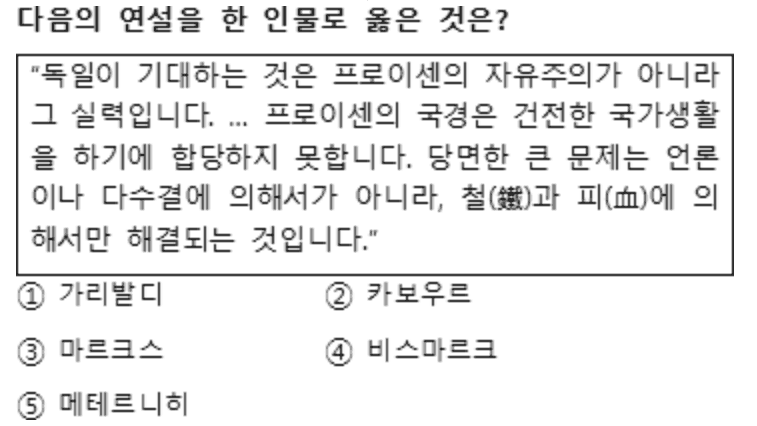 다음의 연설을 한 인물로 옳은 것은?
"독일이 기대하는 것은 프로이센의 자유주의가 아니라
그 실력입니다. ... 프로이센의 국경은 건전한 국가생활
을 하기에 합당하지 못합니다. 당면한 큰 문제는 언론
이나 다수결에 의해서가 아니라, 철(鐵)과 피(血)에 의
해서만 해결되는 것입니다."
① 가리발디 ② 카보우르
③ 마르크스 ④ 비스마르크
⑤ 메테르니히